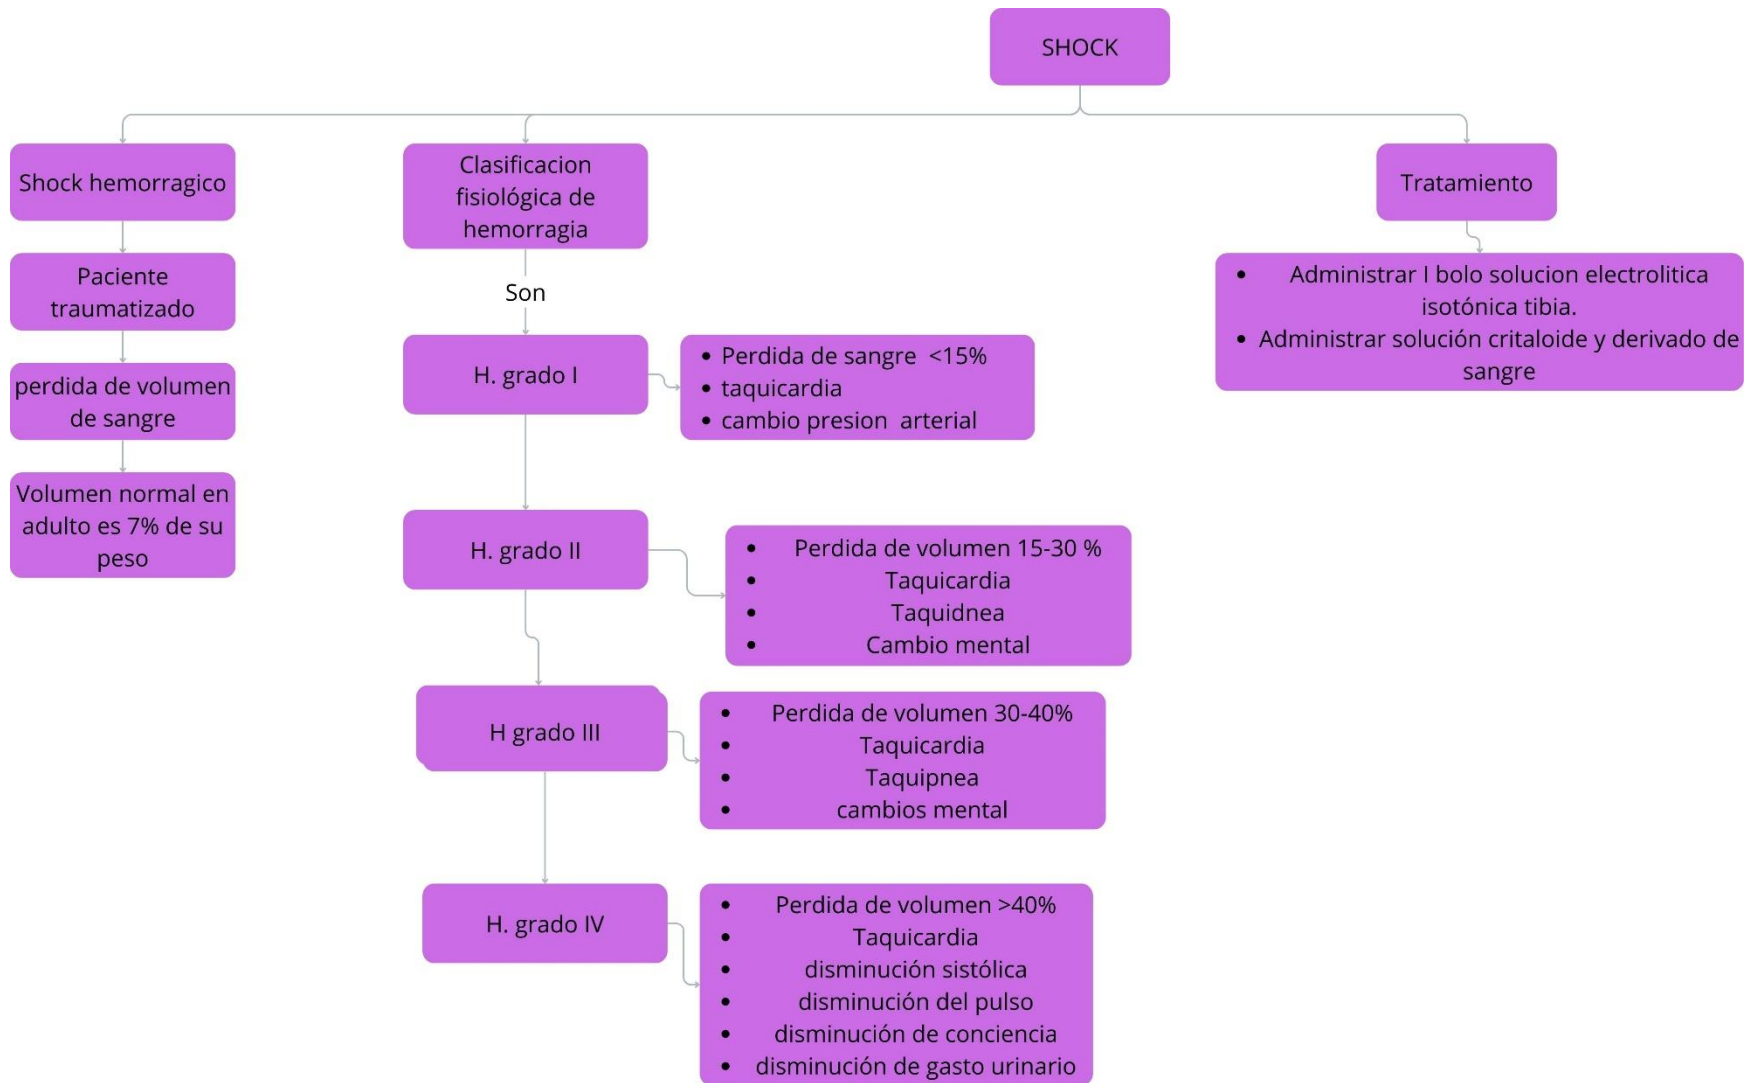 SHOCK
Shock hemorragico
Paciente
traumatizado
perdida de volumen
de sangre
Volumen normal en
adulto es 7% de su
peso
Clasificacion
fisiológica de
hemorragia
Son
H. grado I
• Perdida de sangre  <15%
• taquicardia
• cambio presion  arterial
H. grado II
• Perdida de volumen 15-30 %
• Taquicardia
• Taquidnea
• Cambio mental
H grado III
• Perdida de volumen 30-40%
• Taquicardia
• Taquipnea
• cambios mental
H. grado IV
• Perdida de volumen >40%
• Taquicardia
• disminución sistólica
• disminución del pulso
• disminución de conciencia
• disminución de gasto urinario
Tratamiento
• Administrar I bolo solucion electrolitica
isotónica tibia.
• Administrar solución critaloide y derivado de
sangre